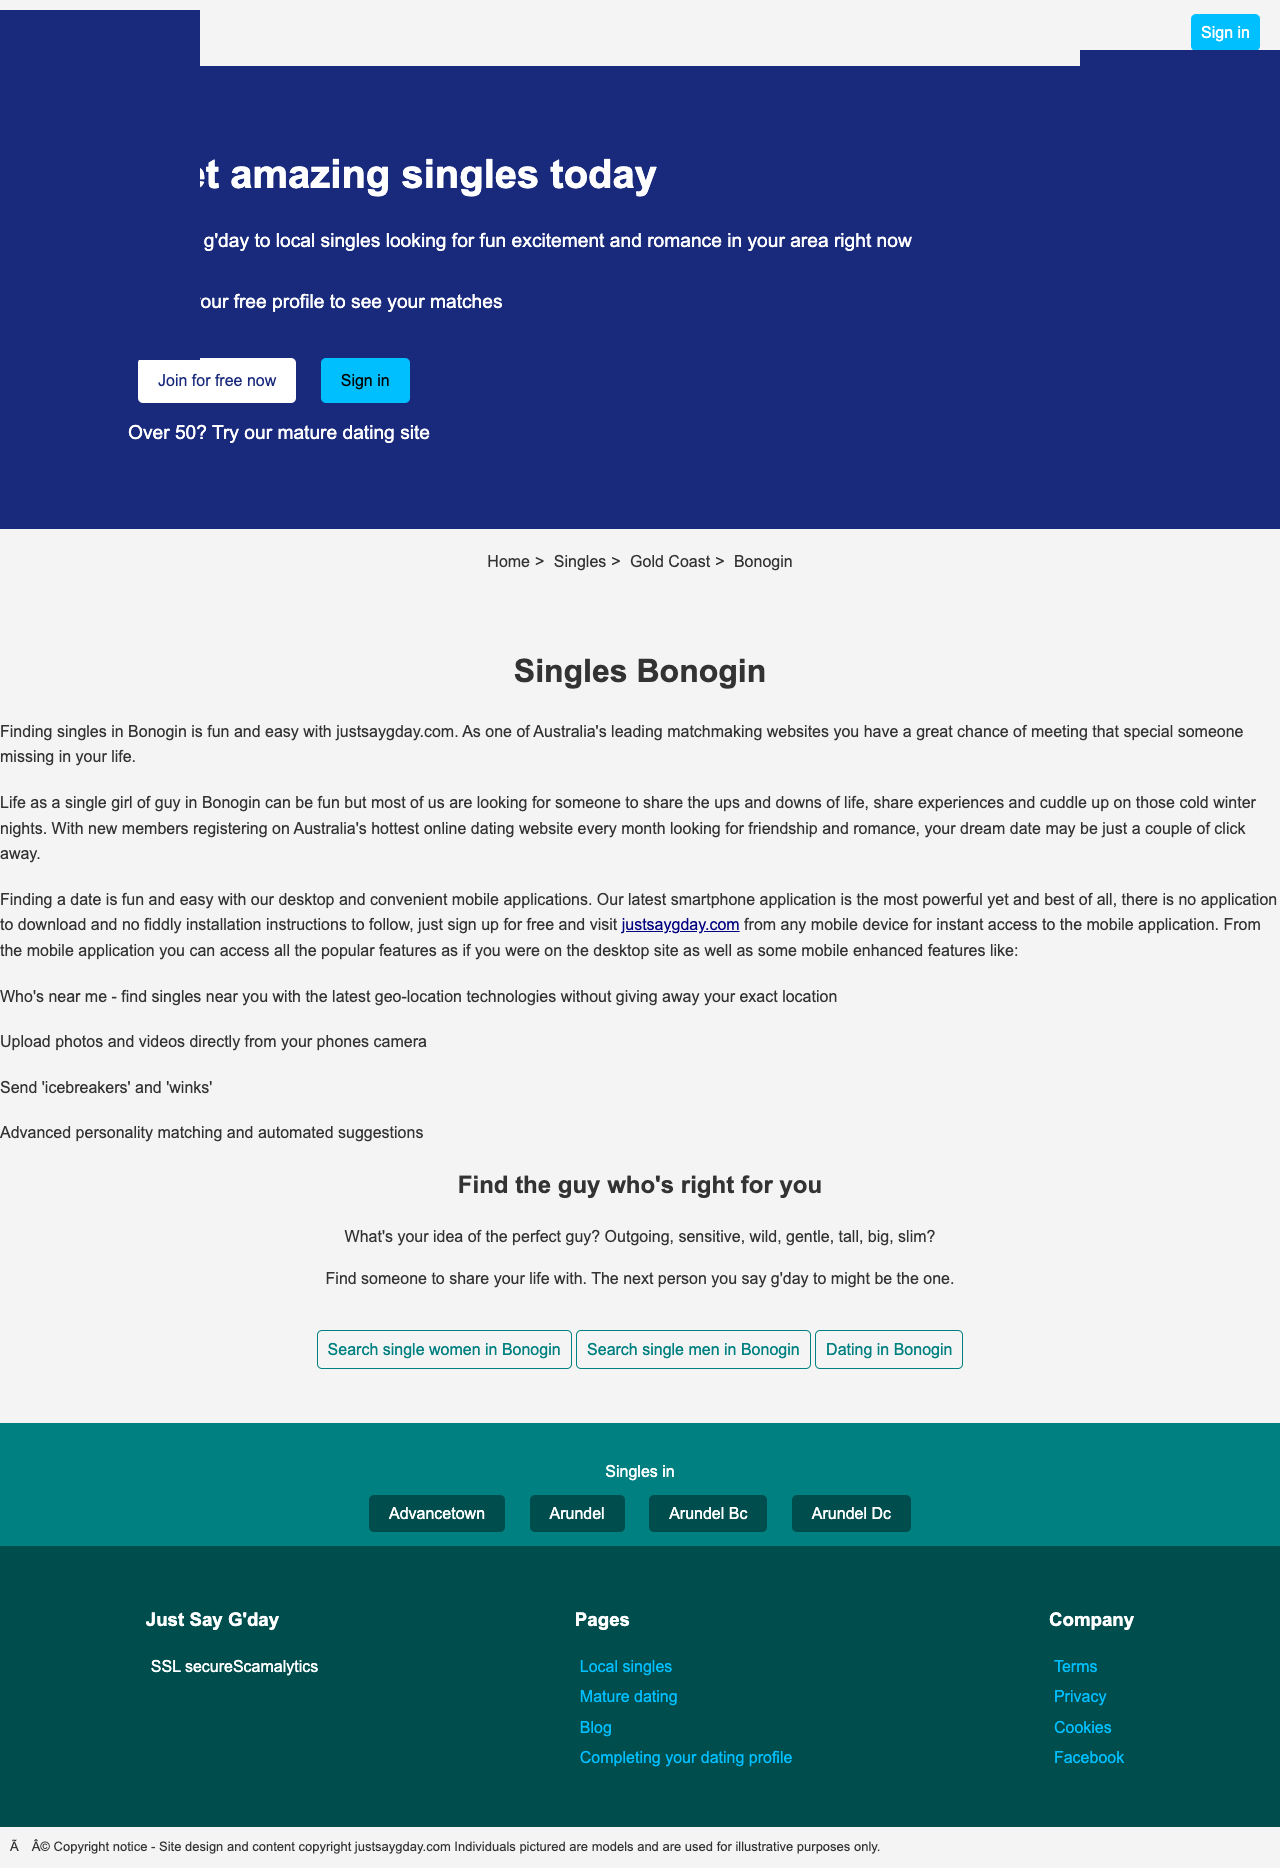 Sign in
amazing singles today
g'day to local singles looking for fun excitement and romance in your area right now
free profile to see your matches
Join for free now
Sign in
Over 50? Try our mature dating site
Home > Singles > Gold Coast > Bonogin
Singles Bonogin
Finding singles in Bonogin is fun and easy with justsaygday.com. As one of Australia's leading matchmaking websites you have a great chance of meeting that special someone
missing in your life.
Life as a single girl of guy in Bonogin can be fun but most of us are looking for someone to share the ups and downs of life, share experiences and cuddle up on those cold winter
nights. With new members registering on Australia's hottest online dating website every month looking for friendship and romance, your dream date may be just a couple of click
away.
Finding a date is fun and easy with our desktop and convenient mobile applications. Our latest smartphone application is the most powerful yet and best of all, there is no application
to download and no fiddly installation instructions to follow, just sign up for free and visit justsaygday.com from any mobile device for instant access to the mobile application. From
the mobile application you can access all the popular features as if you were on the desktop site as well as some mobile enhanced features like:
Who's near me - find singles near you with the latest geo-location technologies without giving away your exact location
Upload photos and videos directly from your phones camera
Send 'icebreakers' and 'winks'
Advanced personality matching and automated suggestions
Find the guy who's right for you
What's your idea of the perfect guy? Outgoing, sensitive, wild, gentle, tall, big, slim?
Find someone to share your life with. The next person you say g'day to might be the one.
Search single women in Bonogin
Search single men in Bonogin
Dating in Bonogin
Singles in
Advancetown
Arundel
Arundel Bc
Arundel Dc
Just Say G'day
SSL secureScamalytics
Pages
Local singles
Mature dating
Blog
Completing your dating profile
Company
Terms
Privacy
Cookies
Facebook
Ã Â© Copyright notice - Site design and content copyright justsaygday.com Individuals pictured are models and are used for illustrative purposes only.